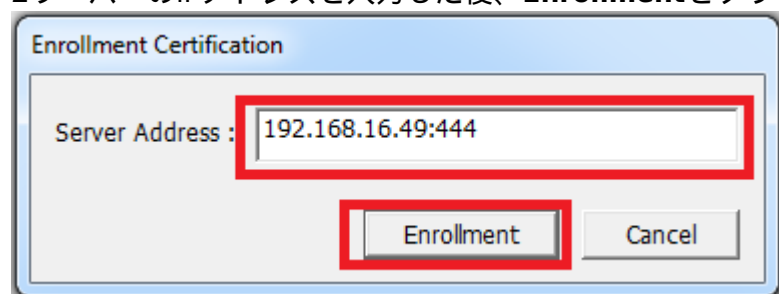 Enrollment Certification
Server Address : 192.168.16.49:444
Enrollment Cancel